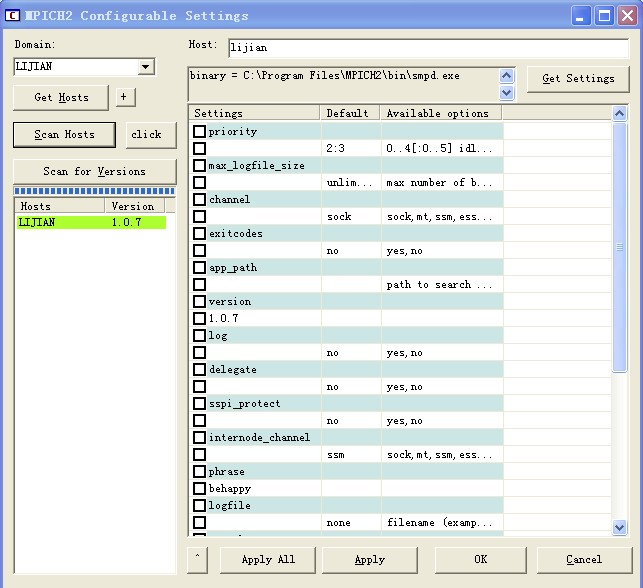 MPICH2 Configurable Settings
Domain:
LIJIAN
Get Hosts
+
Scan Hosts
click
Scan for Versions
Hosts Version
LIJIAN 1.0.7
Host: lijian
binary = C:\Program Files\MPICH2\bin\smpd.exe
Get Settings
Settings Default Available options
priority
2:3 0..4[:0..5] idl...
max_logfile_size
unlim... max number of b...
channel
sock sock,mt,ssm,ess...
exitcodes
no yes,no
app_path
path to search ...
version
1.0.7
log
no yes,no
delegate
no yes,no
sspi_protect
no yes,no
internode_channel
ssm sock,mt,ssm,ess...
phrase
behappy
logfile
none filename (examp...
^
Apply All
Apply
OK
Cancel